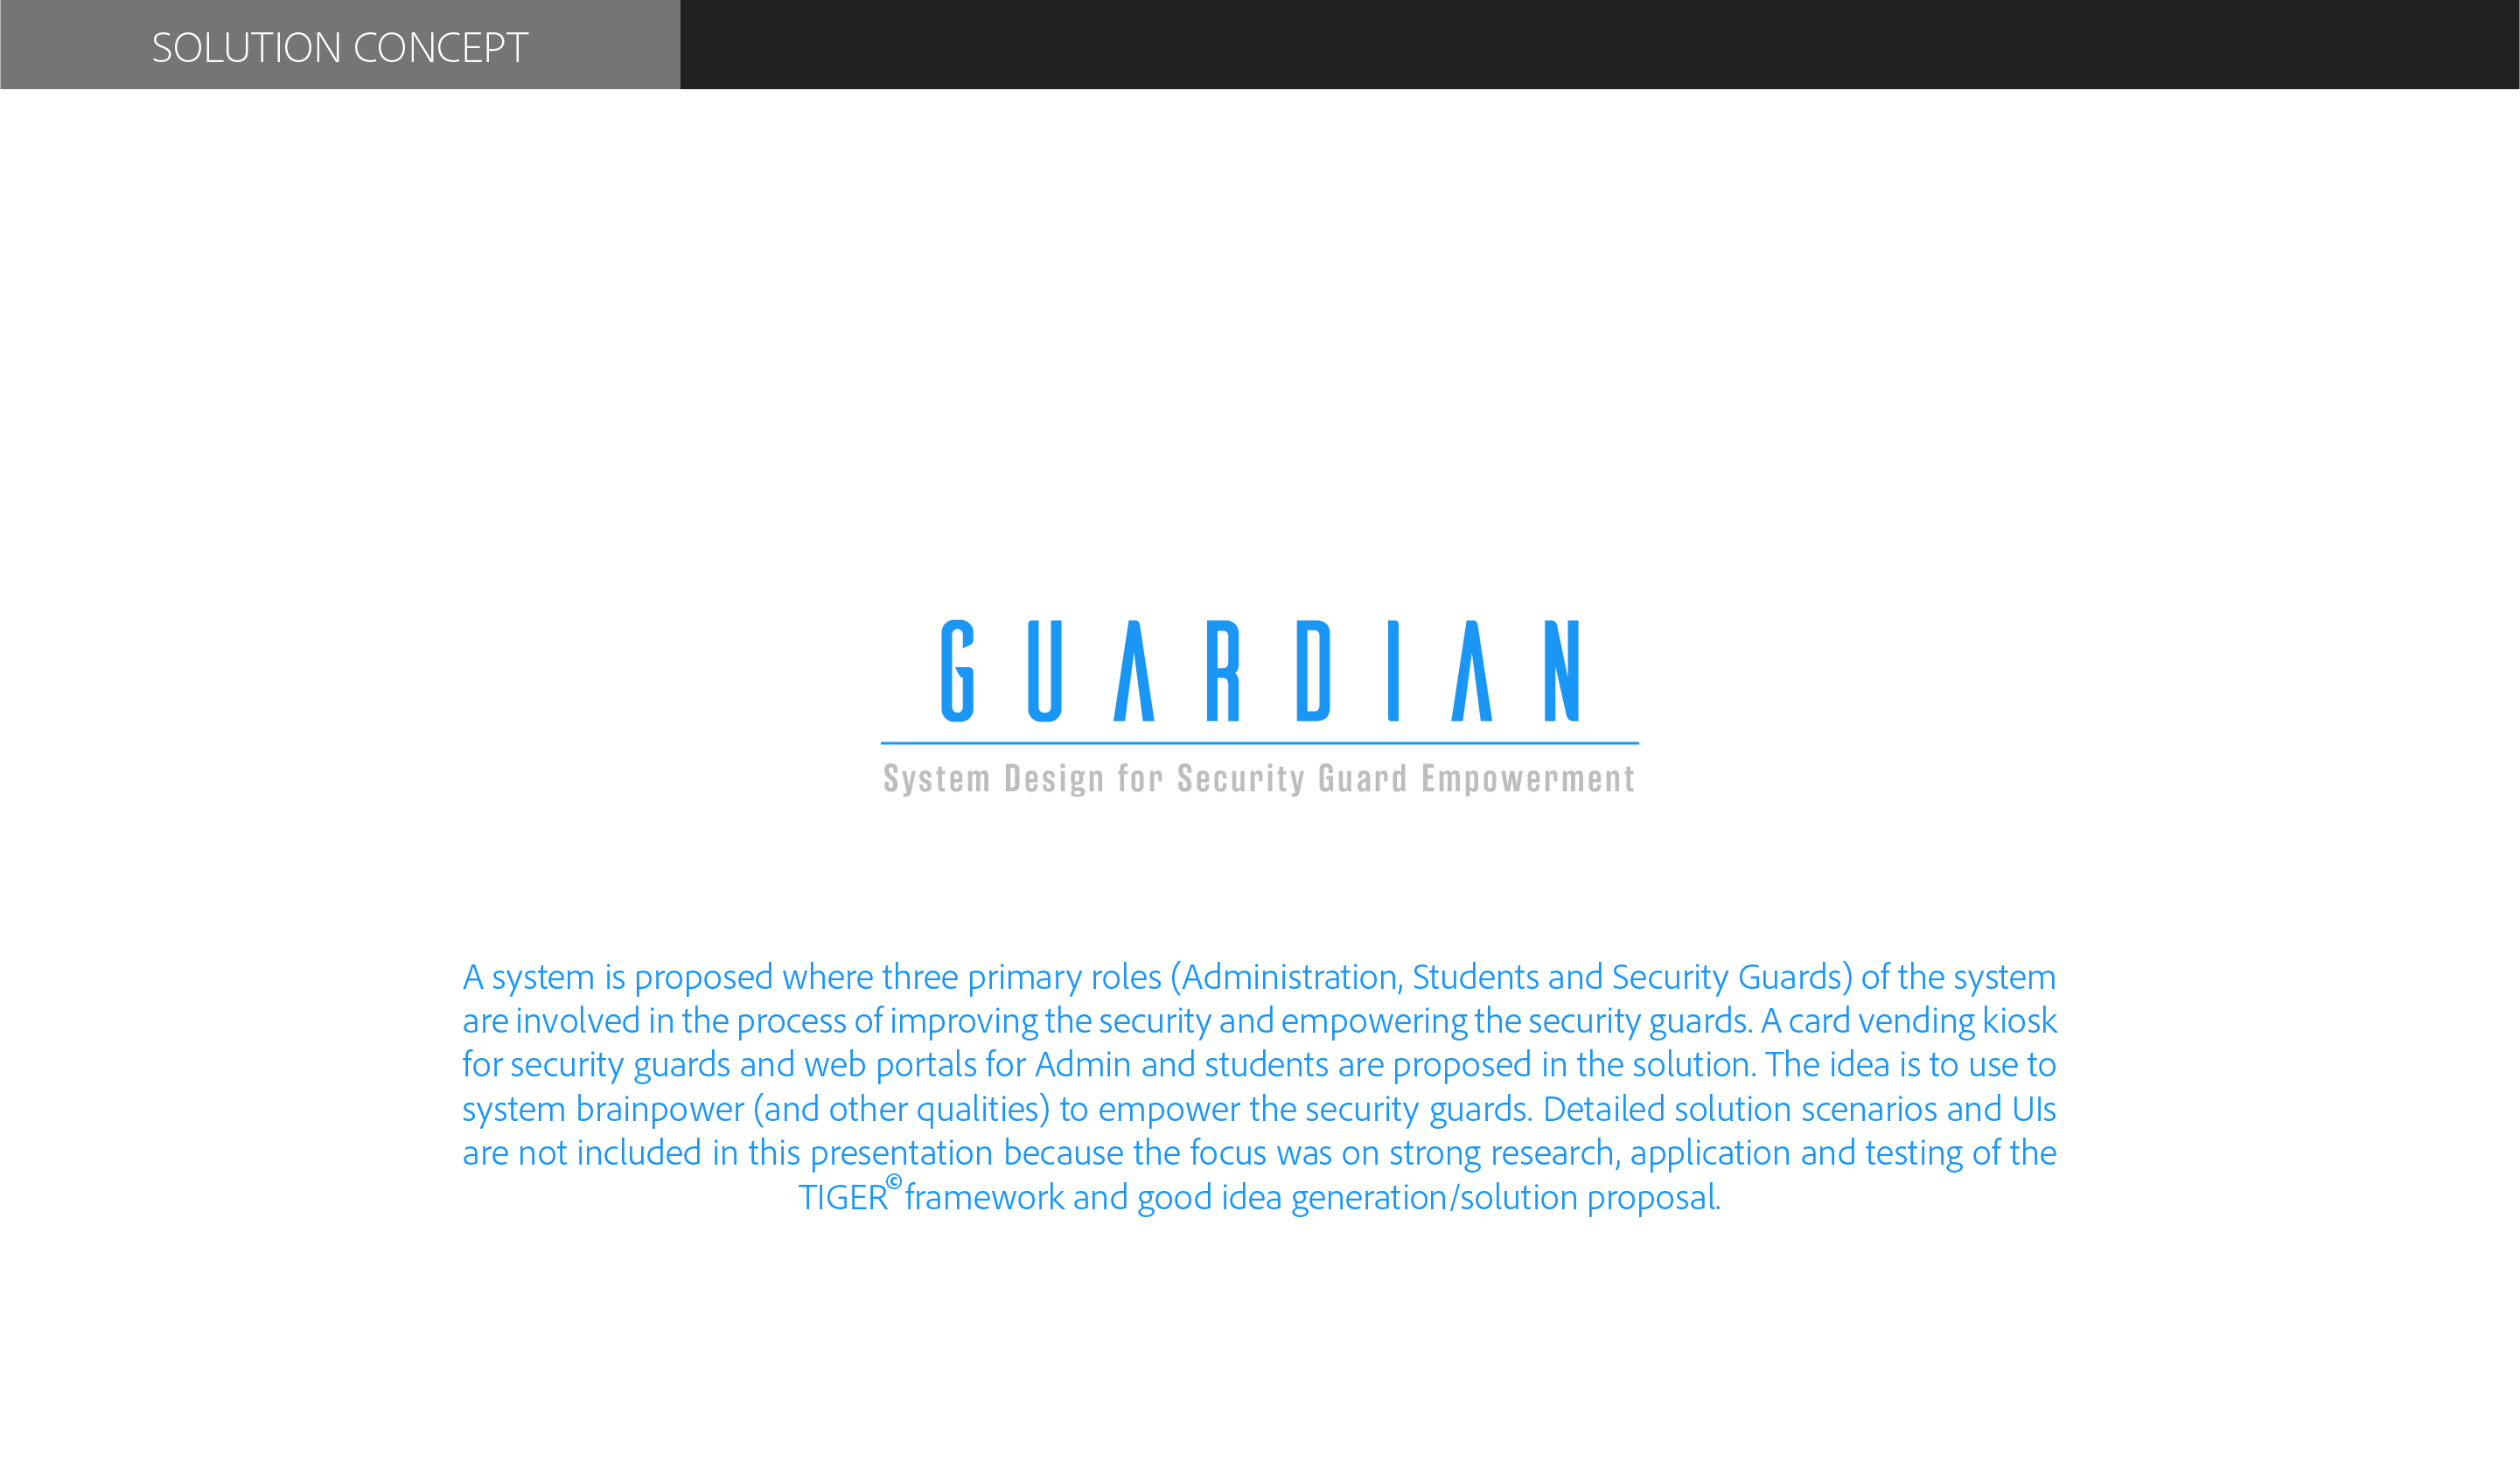 SOLUTION CONCEPT
GUARDIAN
System Design for Security Guard Empowerment
A system is proposed where three primary roles (Administration, Students and Security Guards) of the system
are involved in the process of improving the security and empowering the security guards. A card vending kiosk
for security guards and web portals for Admin and students are proposed in the solution. The idea is to use to
system brainpower (and other qualities) to empower the security guards. Detailed solution scenarios and UIs
are not included in this presentation because the focus was on strong research, application and testing of the
TIGER© framework and good idea generation/solution proposal.